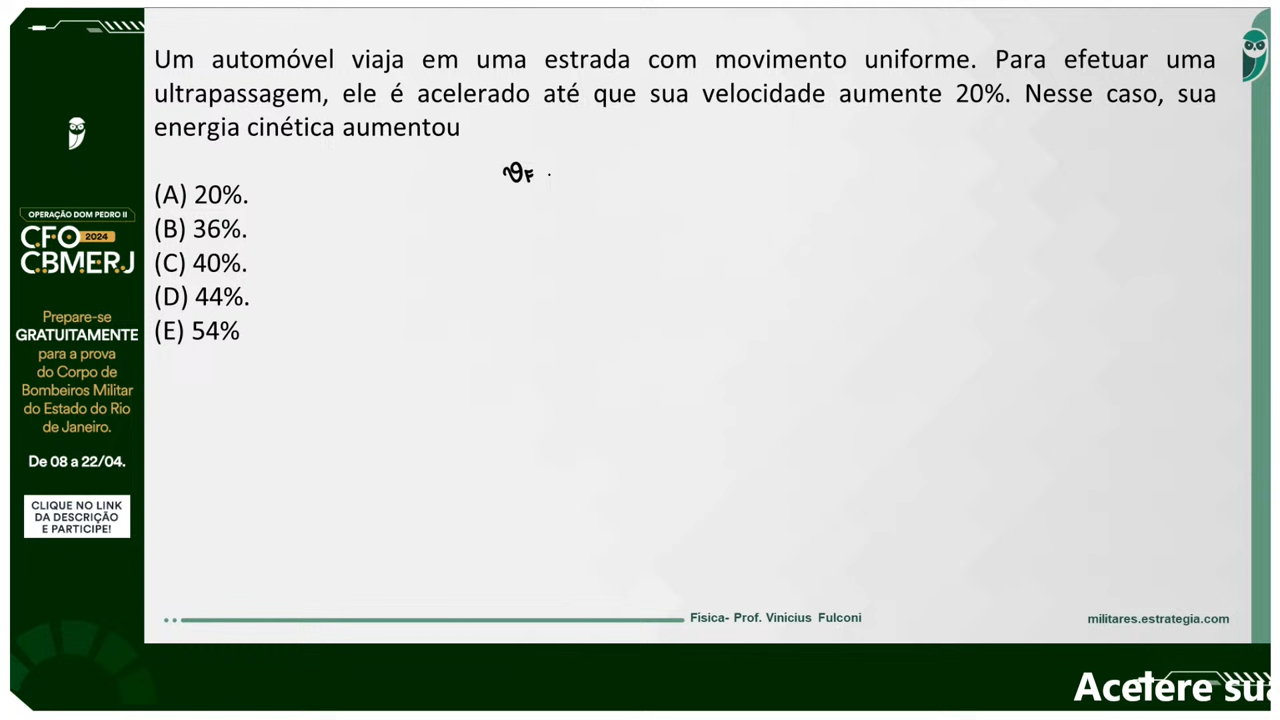 Um automóvel viaja em uma estrada com movimento uniforme. Para efetuar uma
ultrapassagem, ele é acelerado até que sua velocidade aumente 20%. Nesse caso, sua
energia cinética aumentou
(A) 20%.
(B) 36%.
(C) 40%.
(D) 44%.
(E) 54%
OPERAÇÃO DOM PEDRO II
CFO 2024
CBMERJ
Prepare-se
GRATUITAMENTE
para a prova
do Corpo de
Bombeiros Militar
do Estado do Rio
de Janeiro.
De 08 a 22/04.
CLIQUE NO LINK
DA DESCRIÇÃO
E PARTICIPE!
Física- Prof. Vinícius Fulconi
militares.estrategia.com
Acelere